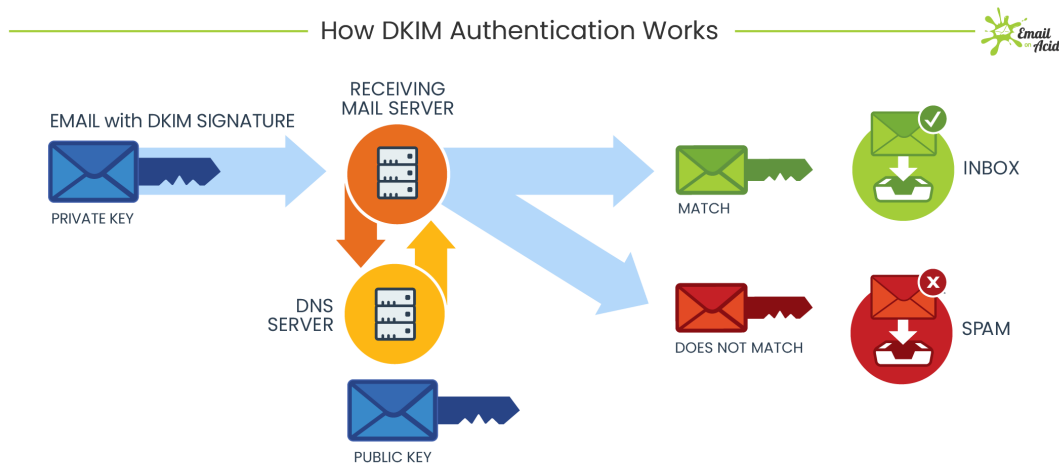 How DKIM Authentication Works
Email
on
Acid
RECEIVING
MAIL SERVER
EMAIL with DKIM SIGNATURE
PRIVATE KEY
MATCH
INBOX
DNS
SERVER
DOES NOT MATCH
SPAM
PUBLIC KEY